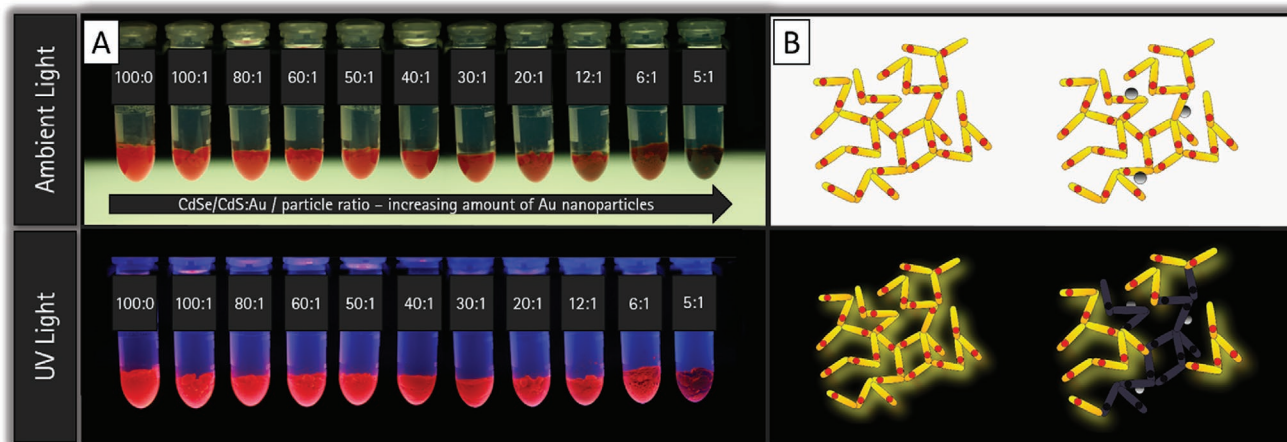 Ambient Light
A
100:0 100:1 80:1 60:1 50:1 40:1 30:1 20:1 12:1 6:1 5:1
CdSe/CdS:Au / particle ratio – increasing amount of Au nanoparticles
B
UV Light
100:0 100:1 80:1 60:1 50:1 40:1 30:1 20:1 12:1 6:1 5:1